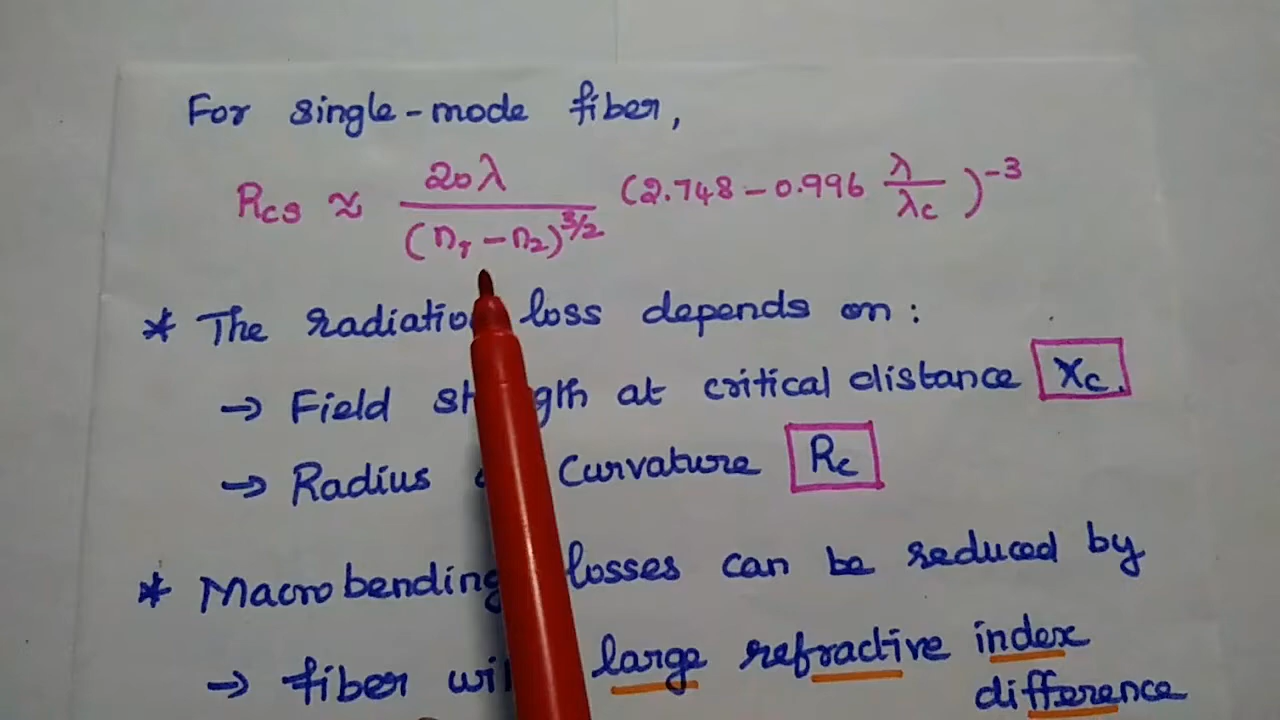 For single-mode fiber,
Rcs ≈ 20λ / (n₁ - n₂)^3/2 (2.748 - 0.996 λ/λc)^-3
* The radiation loss depends on:
→ Field at critical distance Xc.
→ Radius Curvature Rc
* Macrobending losses can be reduced by
→ fiber large refractive index
difference